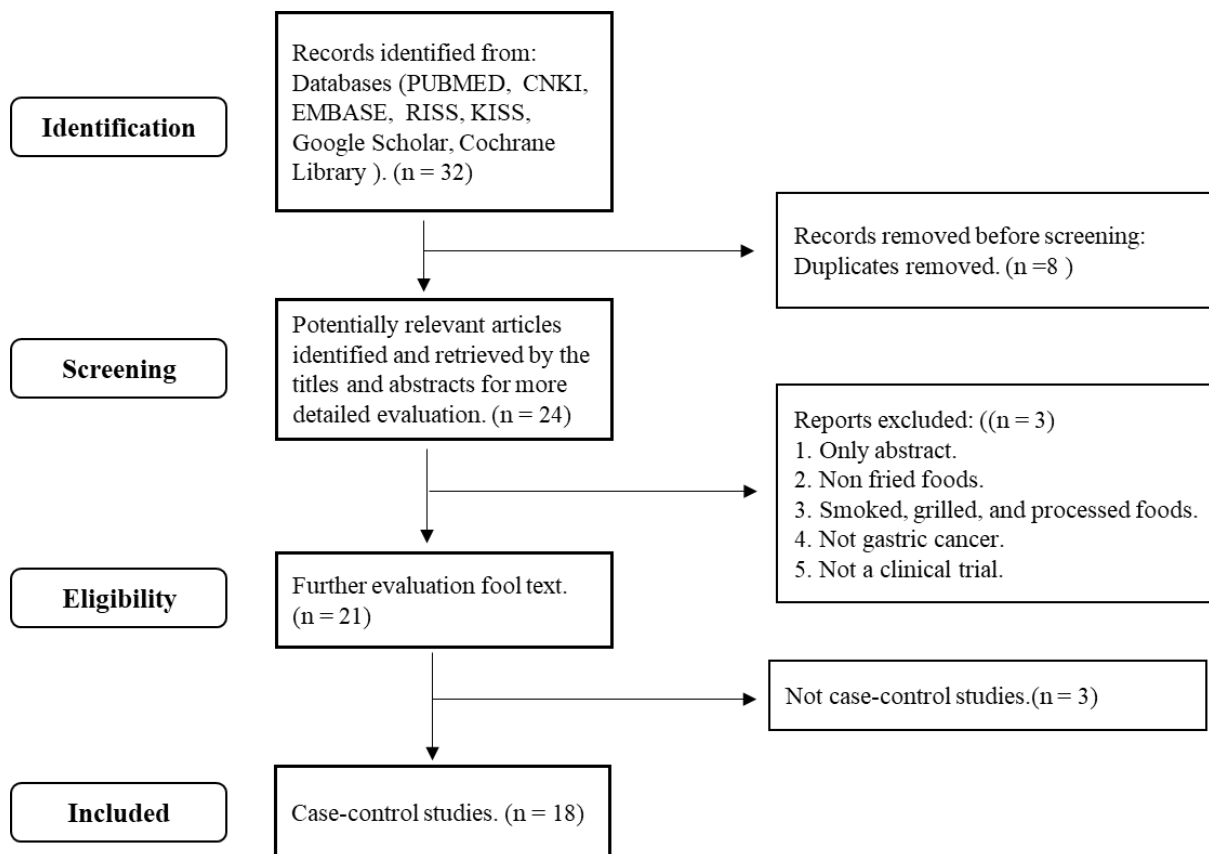 Identification
Records identified from:
Databases (PUBMED, CNKI,
EMBASE, RISS, KISS,
Google Scholar, Cochrane
Library ). (n = 32)
Records removed before screening:
Duplicates removed. (n =8 )
Screening
Potentially relevant articles
identified and retrieved by the
titles and abstracts for more
detailed evaluation. (n = 24)
Reports excluded: ((n = 3)
1. Only abstract.
2. Non fried foods.
3. Smoked, grilled, and processed foods.
4. Not gastric cancer.
5. Not a clinical trial.
Eligibility
Further evaluation fool text.
(n = 21)
Not case-control studies.(n = 3)
Included
Case-control studies. (n = 18)